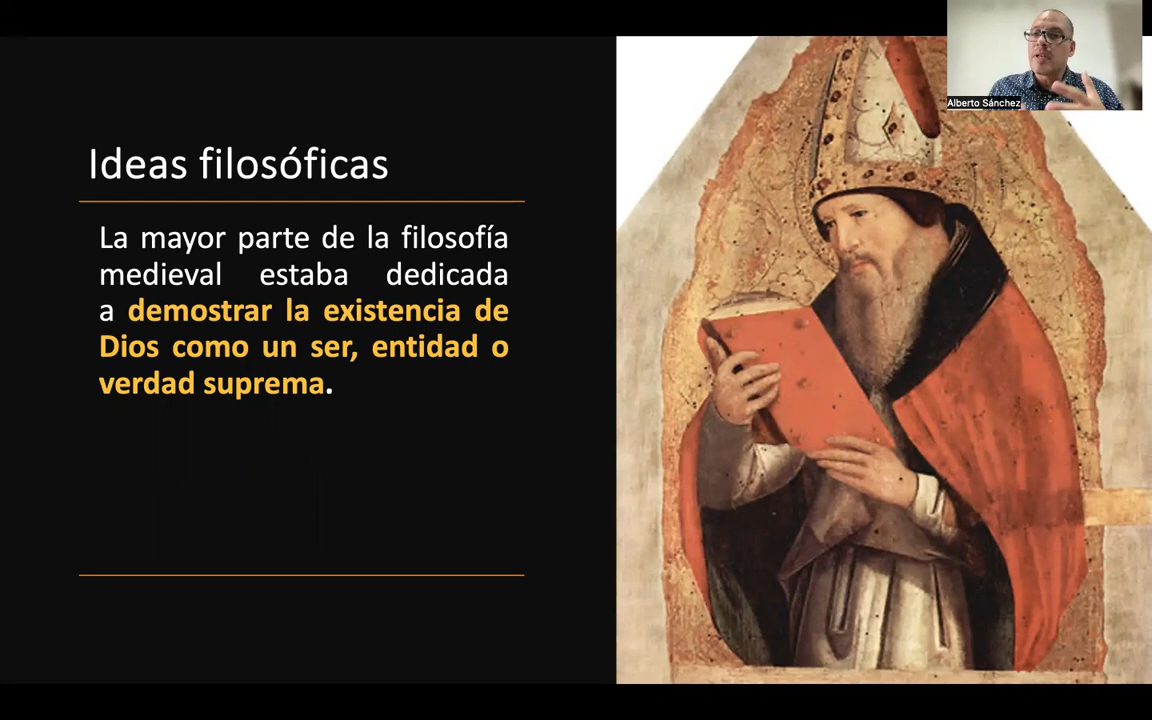 Alberto Sánchez
Ideas filosóficas
La mayor parte de la filosofía
medieval estaba dedicada
a demostrar la existencia de
Dios como un ser, entidad o
verdad suprema.